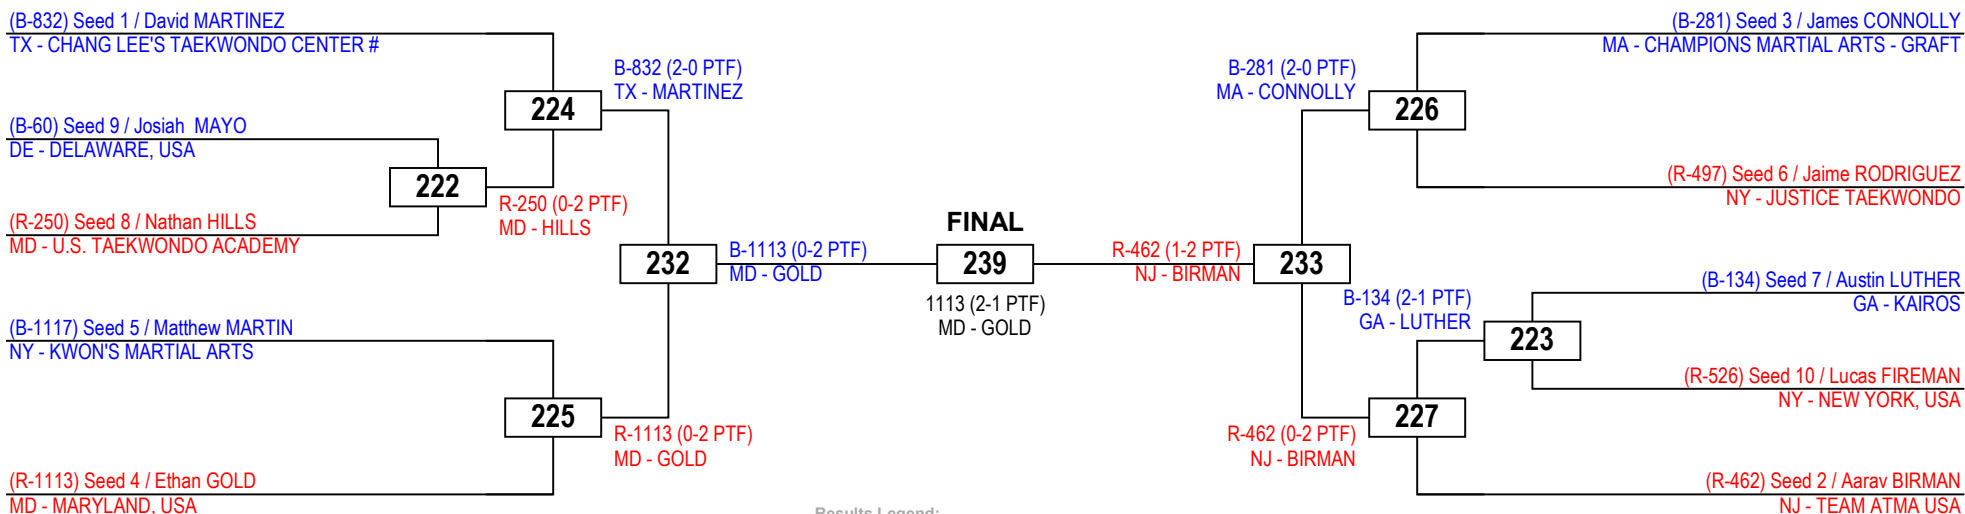 (B-832) Seed 1 / David MARTINEZ
TX - CHANG LEE'S TAEKWONDO CENTER #
B-832 (2-0 PTF)
TX - MARTINEZ
224
(B-60) Seed 9 / Josiah  MAYO
DE - DELAWARE, USA
222
R-250 (0-2 PTF)
MD - HILLS
(R-250) Seed 8 / Nathan HILLS
MD - U.S. TAEKWONDO ACADEMY
232
B-1113 (0-2 PTF)
MD - GOLD
(B-1117) Seed 5 / Matthew MARTIN
NY - KWON'S MARTIAL ARTS
225
R-1113 (0-2 PTF)
MD - GOLD
(R-1113) Seed 4 / Ethan GOLD
MD - MARYLAND, USA
FINAL
239
1113 (2-1 PTF)
MD - GOLD
(B-281) Seed 3 / James CONNOLLY
MA - CHAMPIONS MARTIAL ARTS - GRAFT
B-281 (2-0 PTF)
MA - CONNOLLY
226
(R-497) Seed 6 / Jaime RODRIGUEZ
NY - JUSTICE TAEKWONDO
R-462 (1-2 PTF)
NJ - BIRMAN
233
(B-134) Seed 7 / Austin LUTHER
GA - KAIROS
B-134 (2-1 PTF)
GA - LUTHER
223
(R-526) Seed 10 / Lucas FIREMAN
NY - NEW YORK, USA
227
R-462 (0-2 PTF)
NJ - BIRMAN
(R-462) Seed 2 / Aarav BIRMAN
NJ - TEAM ATMA USA
Results Legend: